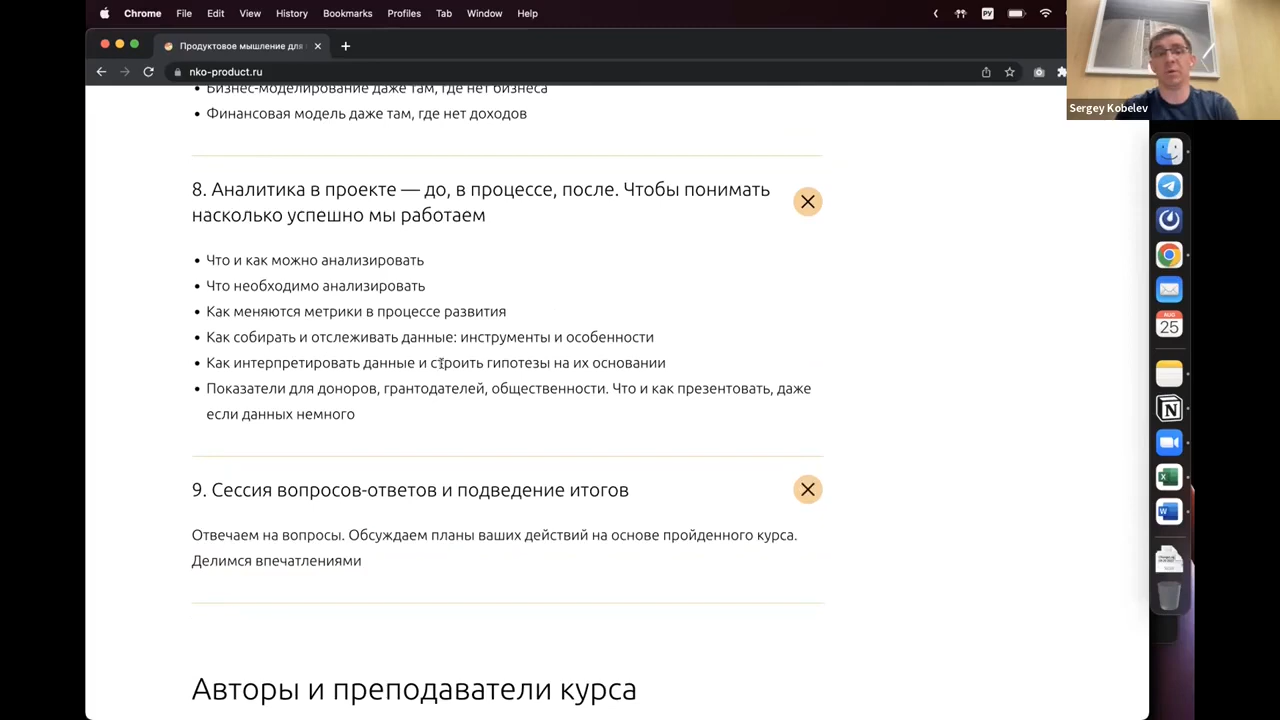 Chrome File Edit View History Bookmarks Profiles Tab Window Help РУ
Продуктовое мышление для
nko-product.ru
Sergey Kobelev
• Бизнес-моделирование даже там, где нет бизнеса
• Финансовая модель даже там, где нет доходов
8. Аналитика в проекте — до, в процессе, после. Чтобы понимать
насколько успешно мы работаем
• Что и как можно анализировать
• Что необходимо анализировать
• Как меняются метрики в процессе развития
• Как собирать и отслеживать данные: инструменты и особенности
• Как интерпретировать данные и строить гипотезы на их основании
• Показатели для доноров, грантодателей, общественности. Что и как презентовать, даже
если данных немного
9. Сессия вопросов-ответов и подведение итогов
Отвечаем на вопросы. Обсуждаем планы ваших действий на основе пройденного курса.
Делимся впечатлениями
Авторы и преподаватели курса
AUG
25